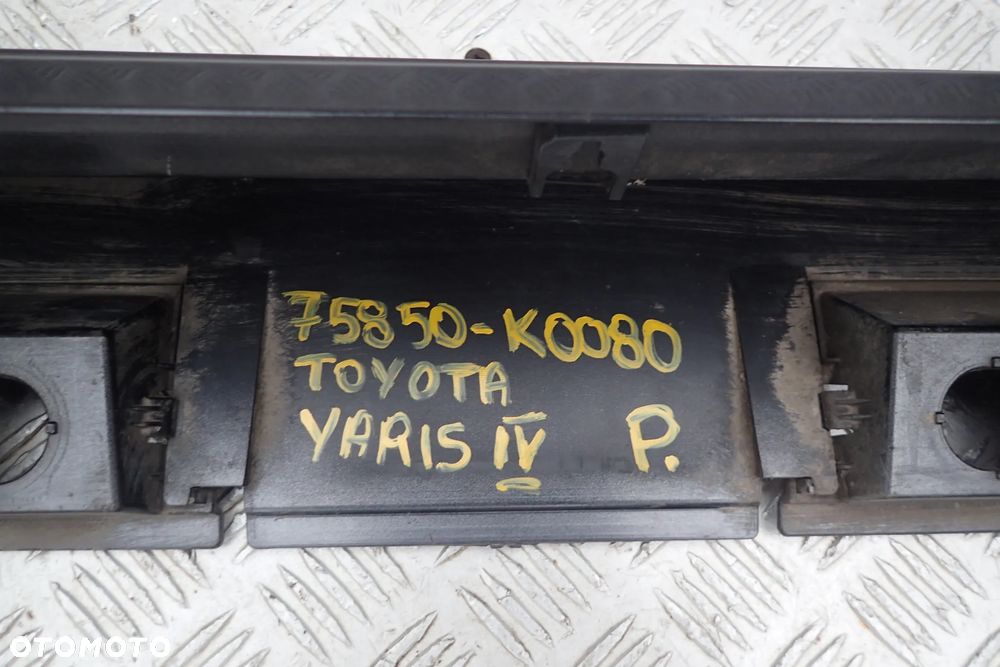 75850-K0080
TOYOTA
YARIS IV P.
OTOMOTO